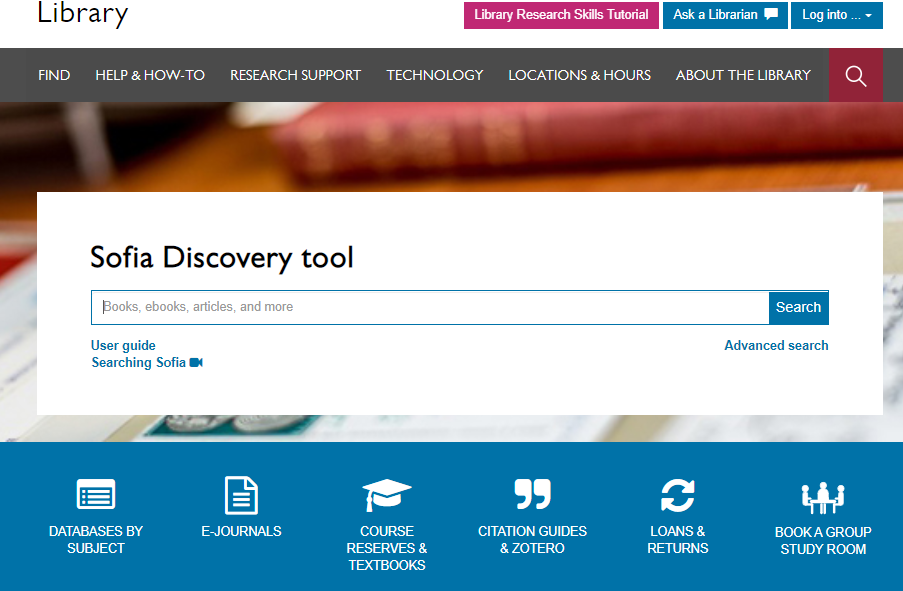 Library
Library Research Skills Tutorial
Ask a Librarian
Log into ...
FIND
HELP & HOW-TO
RESEARCH SUPPORT
TECHNOLOGY
LOCATIONS & HOURS
ABOUT THE LIBRARY
Sofia Discovery tool
Books, ebooks, articles, and more
Search
User guide
Advanced search
Searching Sofia
DATABASES BY
SUBJECT
E-JOURNALS
COURSE
RESERVES &
TEXTBOOKS
CITATION GUIDES
& ZOTERO
LOANS &
RETURNS
BOOK A GROUP
STUDY ROOM